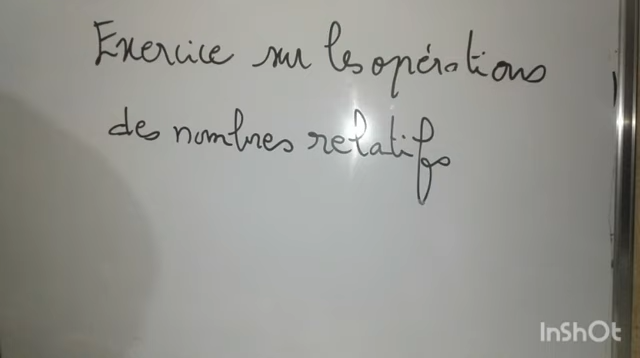 Exercice sur les opérations
des nombres relatifs
InShOt